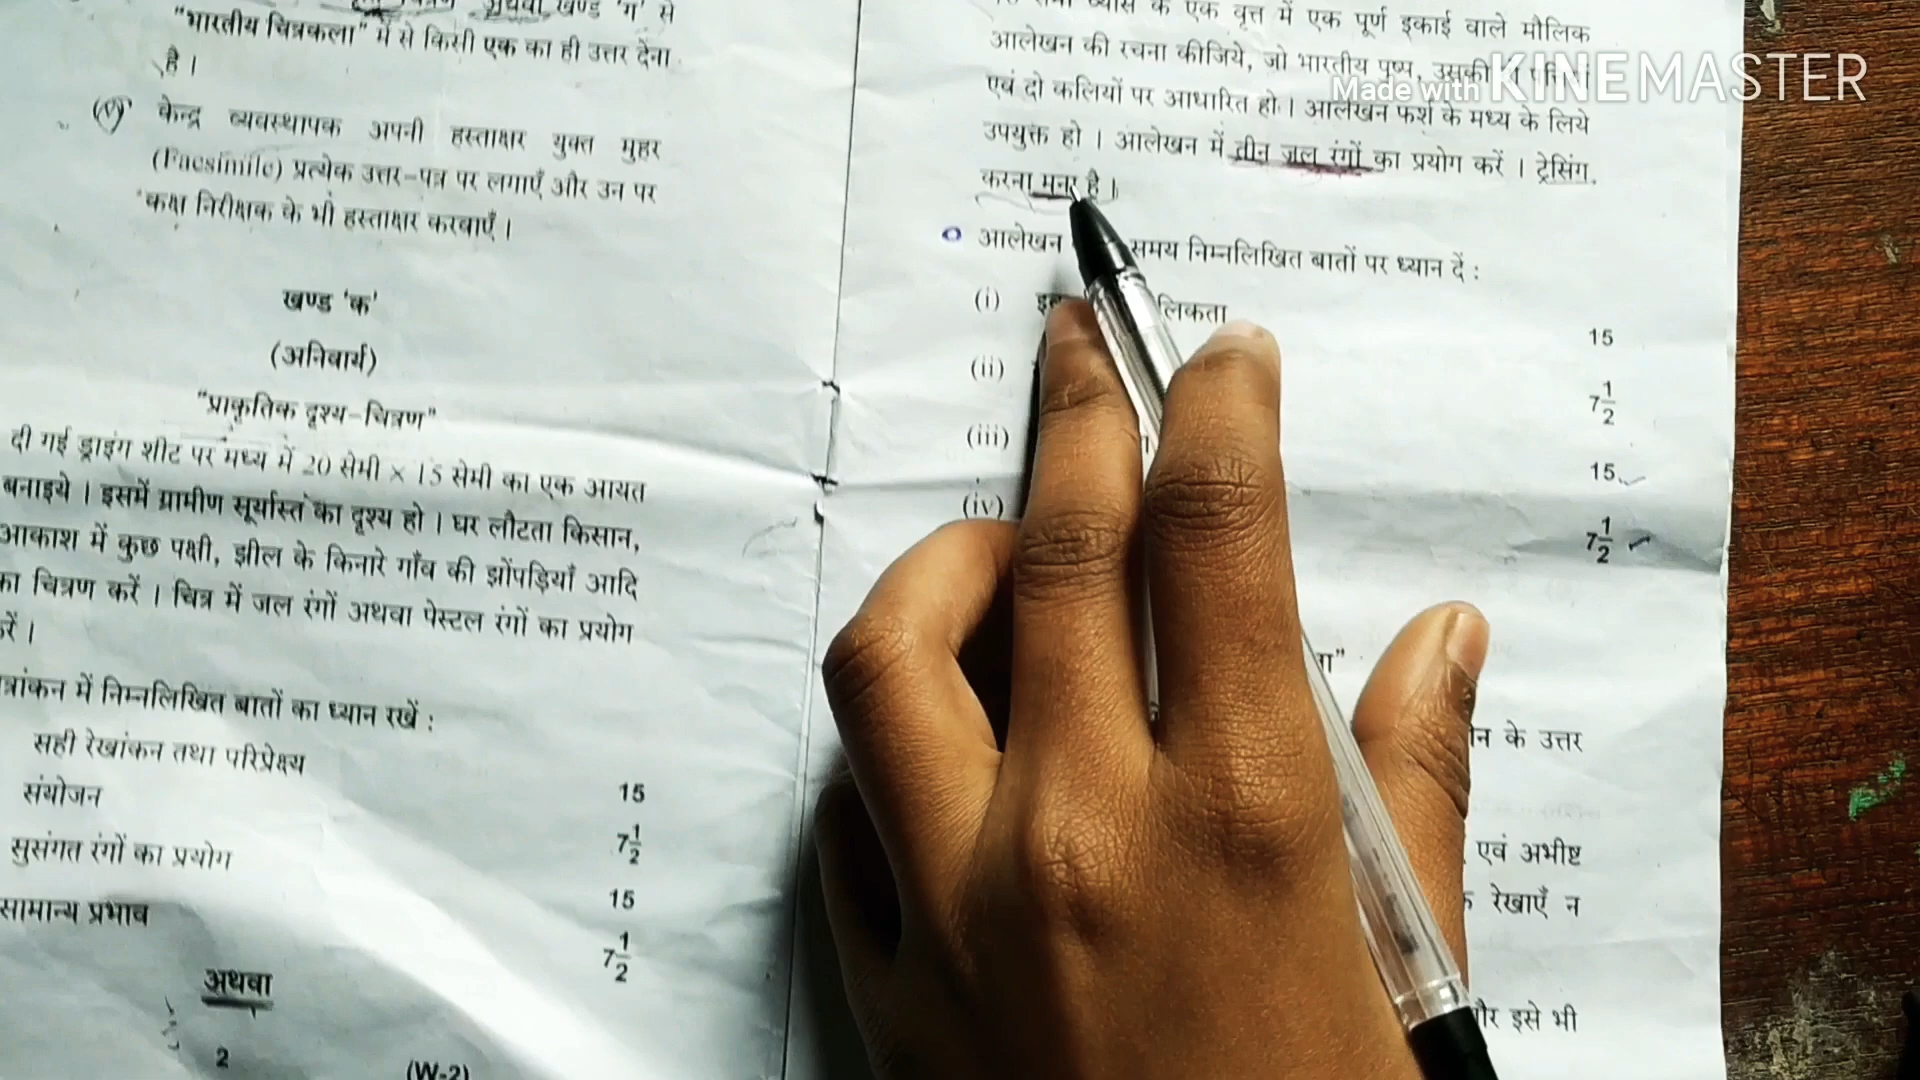 अथवा खण्ड 'ग' से
"भारतीय चित्रकला" में से किसी एक का ही उत्तर देना
है ।
(v) केन्द्र व्यवस्थापक अपनी हस्ताक्षर युक्त मुहर
(Facsimile) प्रत्येक उत्तर-पत्र पर लगाएँ और उन पर
कक्ष निरीक्षक के भी हस्ताक्षर करवाएँ ।
खण्ड 'क'
(अनिवार्य)
"प्राकृतिक दृश्य-चित्रण"
दी गई ड्राइंग शीट पर मध्य में 20 सेमी × 15 सेमी का एक आयत
बनाइये । इसमें ग्रामीण सूर्यास्त का दृश्य हो । घर लौटता किसान,
आकाश में कुछ पक्षी, झील के किनारे गाँव की झोंपड़ियाँ आदि
का चित्रण करें । चित्र में जल रंगों अथवा पेस्टल रंगों का प्रयोग
रें ।
त्रांकन में निम्नलिखित बातों का ध्यान रखें :
सही रेखांकन तथा परिप्रेक्ष्य 15
संयोजन 7 1/2
सुसंगत रंगों का प्रयोग 15
सामान्य प्रभाव 7 1/2
अथवा
2 (W-2)
व्यास के एक वृत्त में एक पूर्ण इकाई वाले मौलिक
आलेखन की रचना कीजिये, जो भारतीय पुष्प, उसकी
एवं दो कलियों पर आधारित हो । आलेखन फर्श के मध्य के लिये
उपयुक्त हो । आलेखन में तीन जल रंगों का प्रयोग करें । ट्रेसिंग
करना मना है ।
आलेखन समय निम्नलिखित बातों पर ध्यान दें :
(i) लिकता 15
(ii) 7 1/2
(iii) 15
(iv) 7 1/2
ा"
न के उत्तर
एवं अभीष्ट
रेखाएँ न
और इसे भी
Made with KINEMASTER